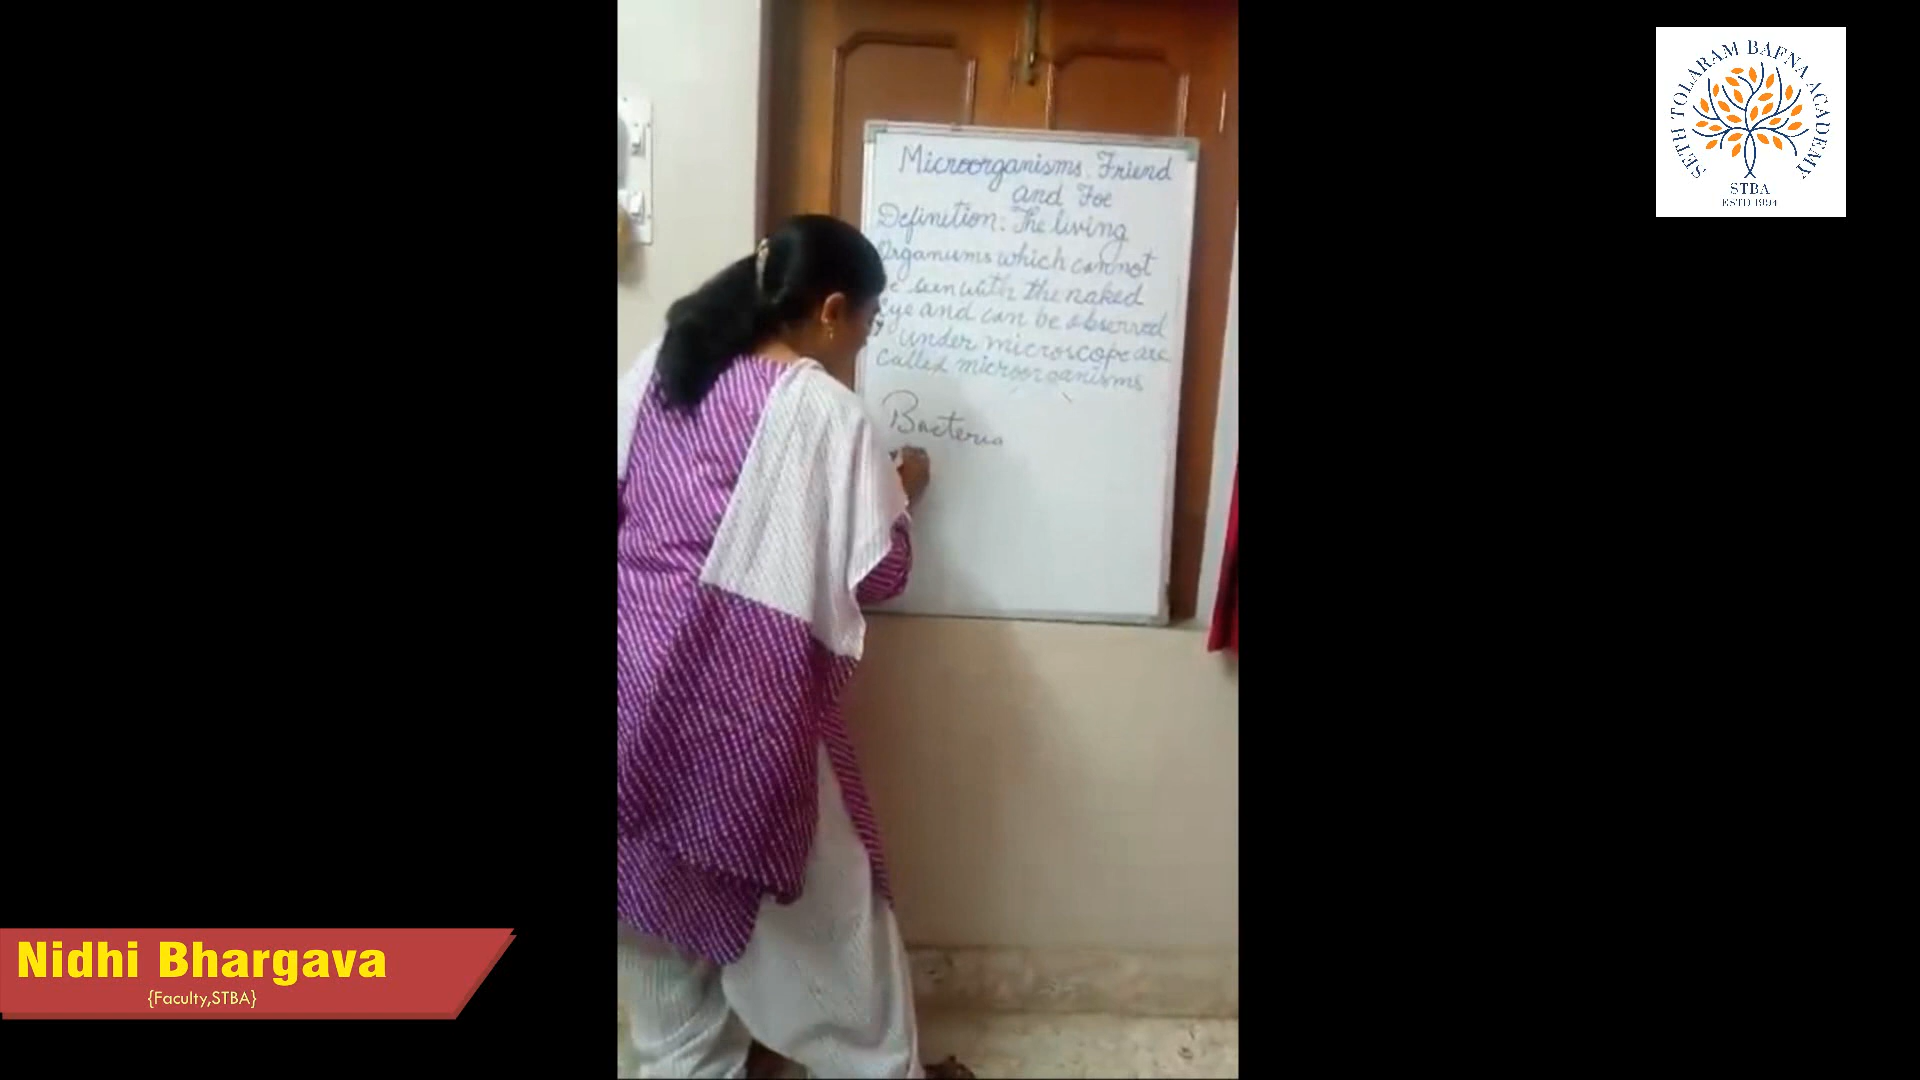 SETH TOLARAM BAFNA ACADEMY
STBA
ESTD 1994
Microorganisms. Friend
and Foe
Definition: The living
Organisms which cannot
seen with the naked
Eye and can be observed
under microscope are
called microorganisms
Bacteria
Nidhi Bhargava
{Faculty,STBA}